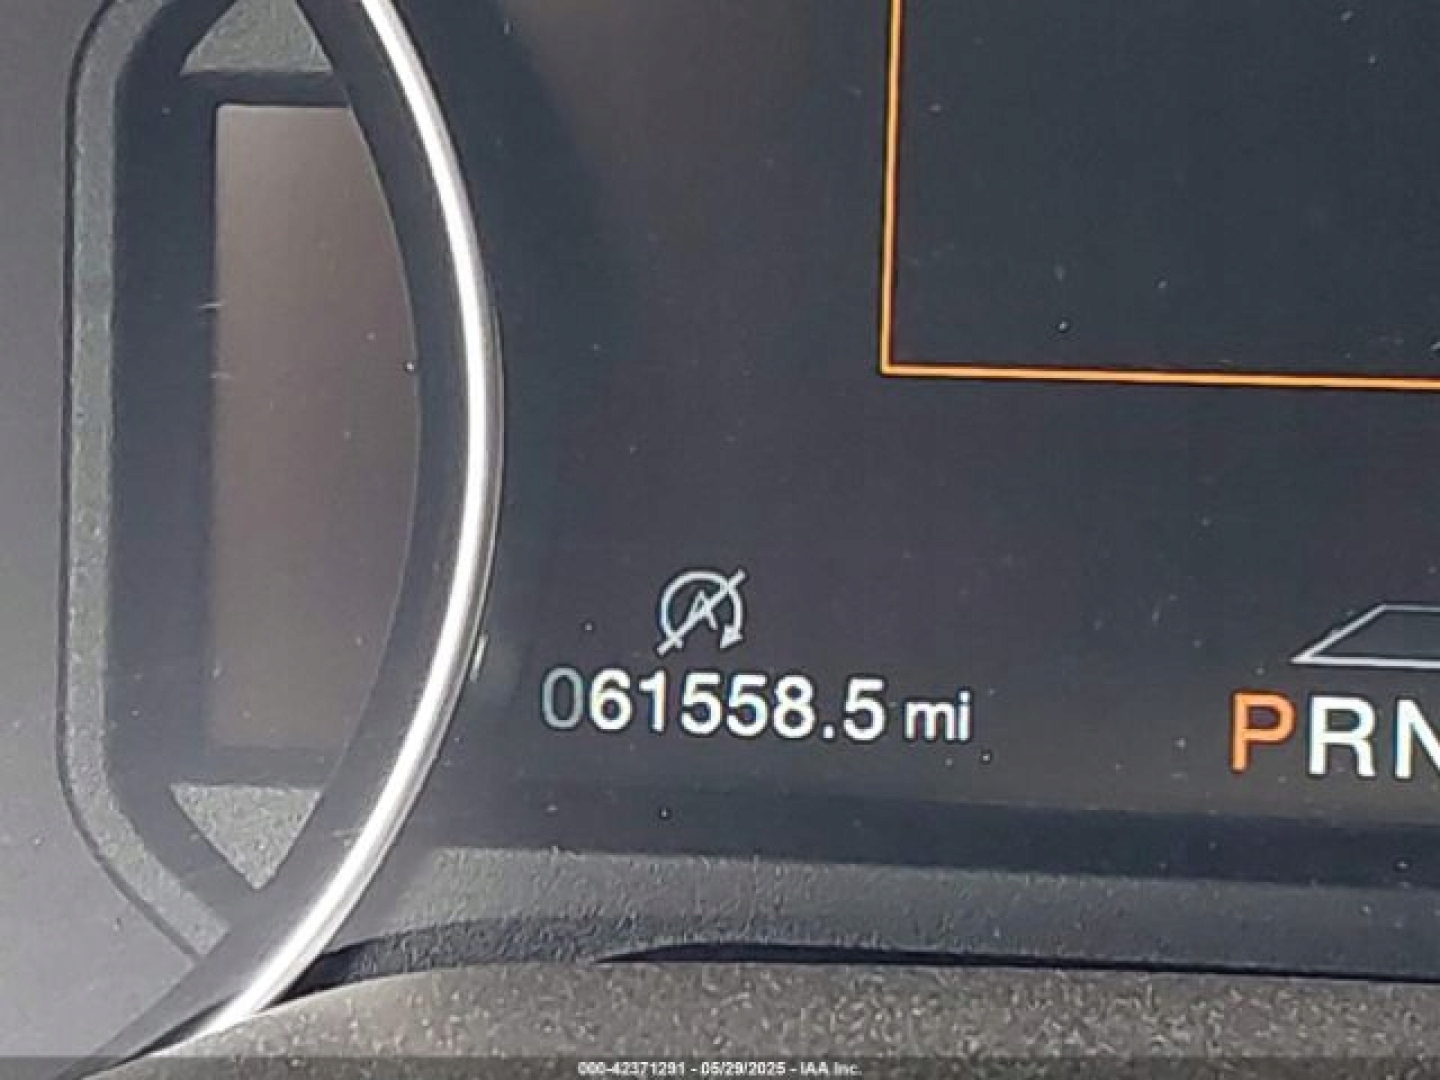 A
061558.5 mi
PRN
000-42371291 - 05/29/2025 - IAA Inc.